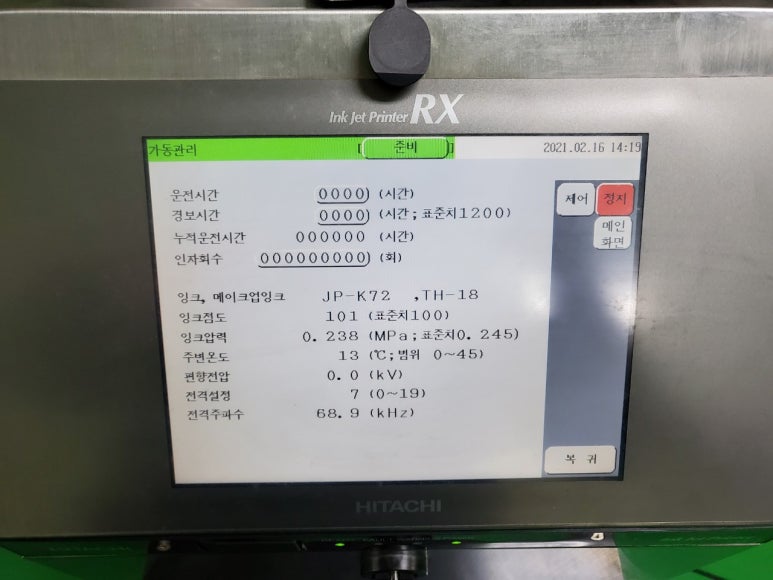 Ink Jet Printer RX
가동관리 [ 준비 ] 2021.02.16 14:19
운전시간 0000 (시간)
경보시간 0000 (시간;표준치1200)
누적운전시간 000000 (시간)
인자회수 000000000 (회)
잉크, 메이크업잉크 JP-K72 ,TH-18
잉크점도 101 (표준치100)
잉크압력 0.238 (MPa;표준치0.245)
주변온도 13 (℃;범위 0~45)
편향전압 0.0 (kV)
전격설정 7 (0~19)
전격주파수 68.9 (kHz)
제어 정지
메인
화면
복 귀
HITACHI